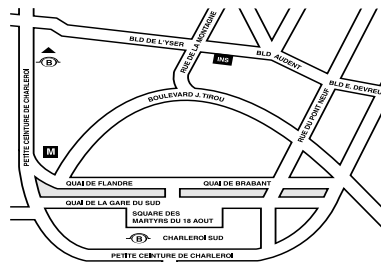 BLD DE L'YSER
RUE DE LA MONTAGNE
BLD AUDENT
INS
BLD E. DEVREU
B
PETITE CEINTURE DE CHARLEROI
BOULEVARD J. TIROU
RUE DU PONT NEUF
M
QUAI DE FLANDRE
QUAI DE BRABANT
QUAI DE LA GARE DU SUD
SQUARE DES
MARTYRS DU 18 AOUT
B
CHARLEROI SUD
PETITE CEINTURE DE CHARLEROI